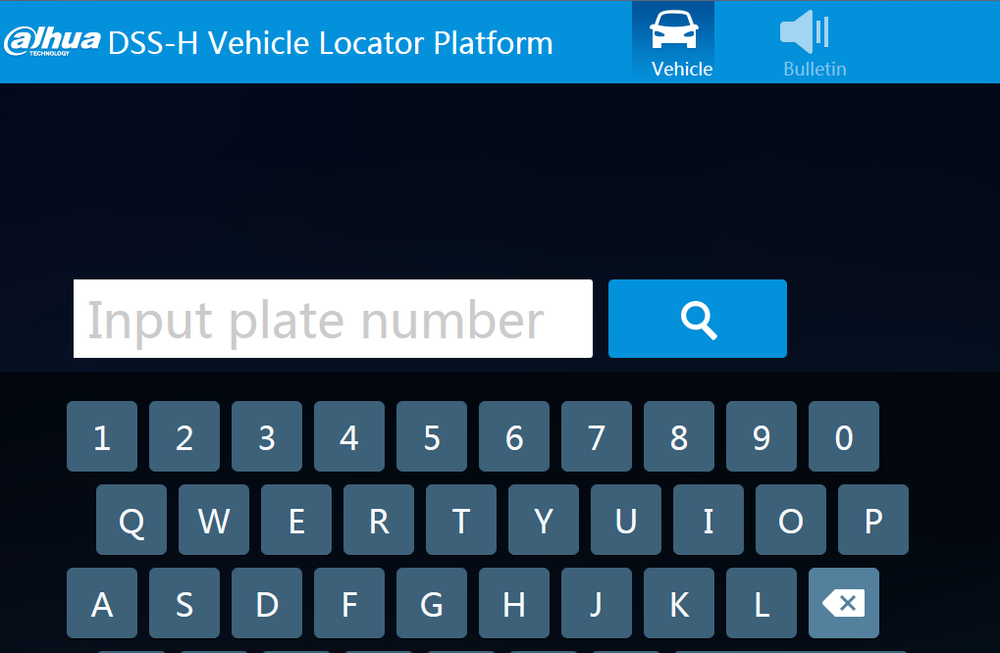 alhua TECHNOLOGY DSS-H Vehicle Locator Platform
Vehicle Bulletin
Input plate number
1 2 3 4 5 6 7 8 9 0
Q W E R T Y U I O P
A S D F G H J K L